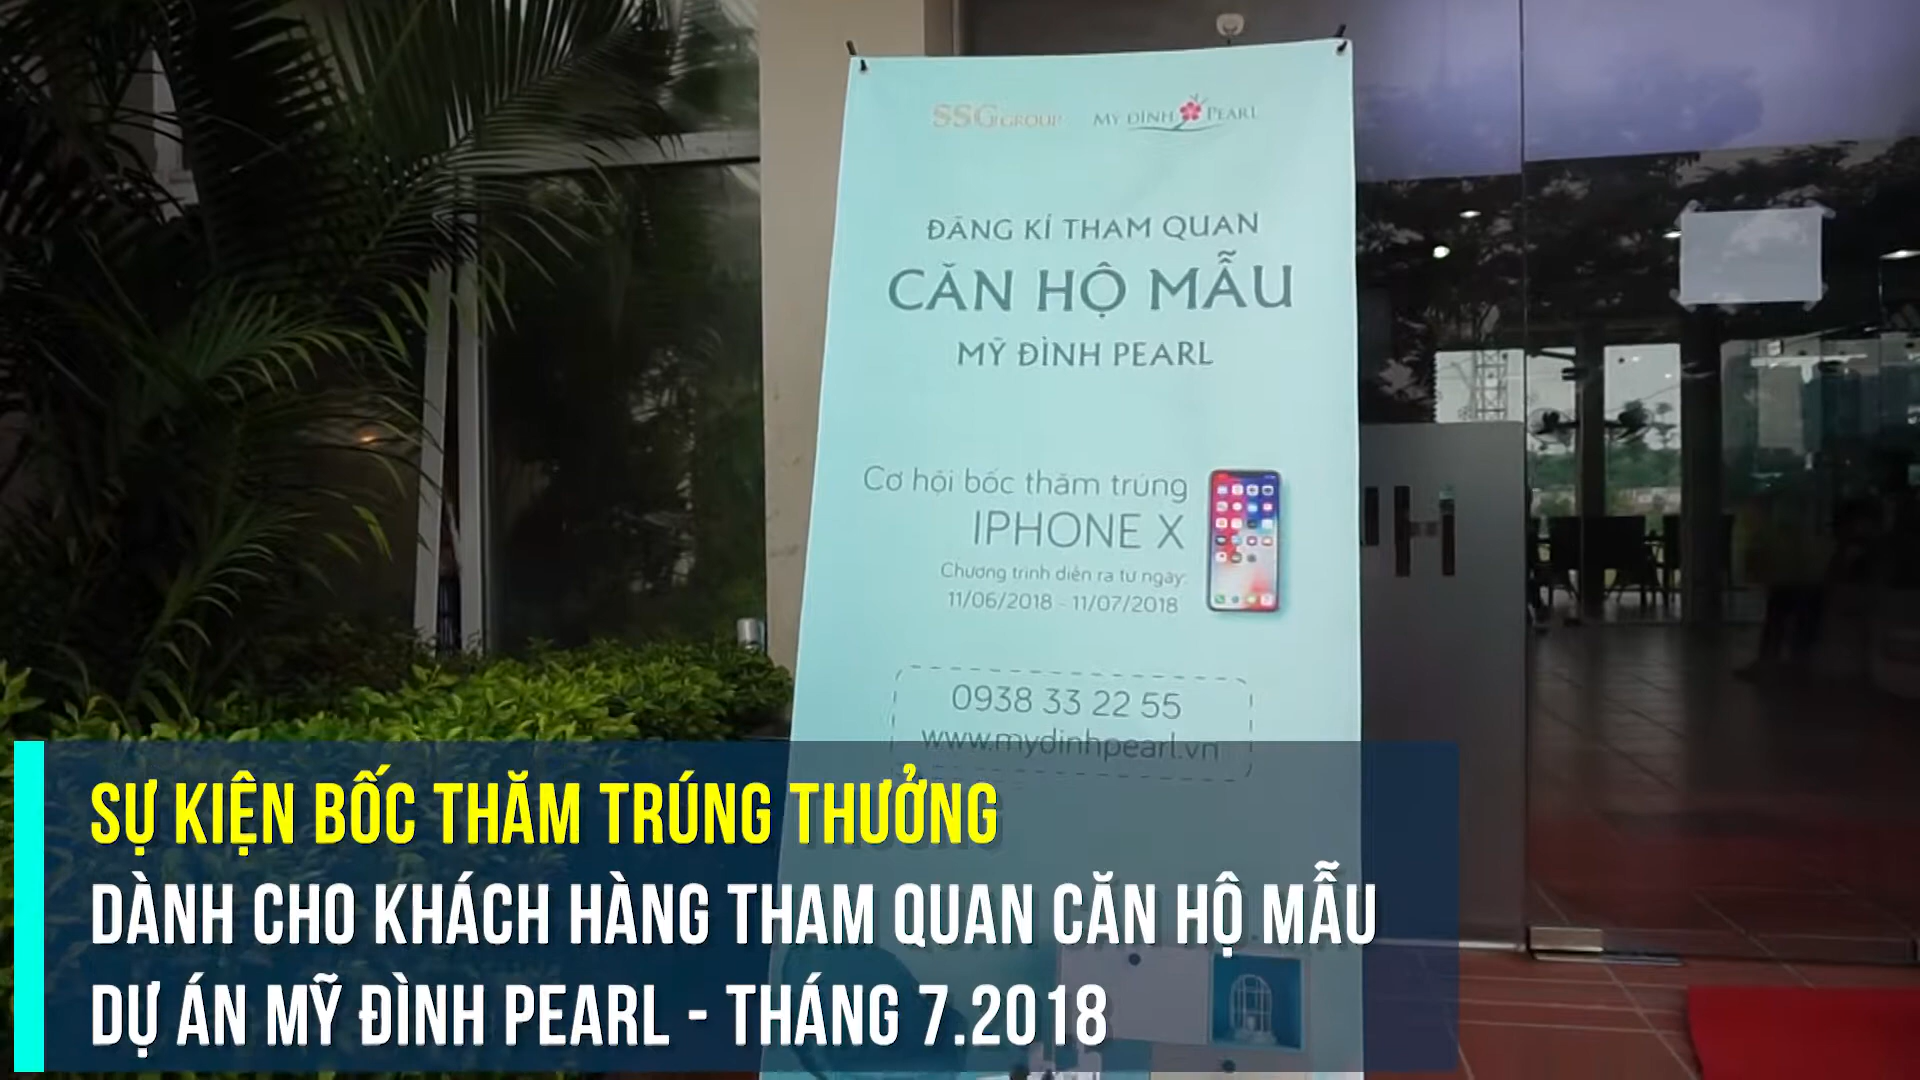 SSG GROUP MỸ ĐÌNH PEARL
ĐĂNG KÍ THAM QUAN
CĂN HỘ MẪU
MỸ ĐÌNH PEARL
Cơ hội bốc thăm trúng
IPHONE X
Chương trình diễn ra từ ngày:
11/06/2018 - 11/07/2018
0938 33 22 55
www.mydinhpearl.vn
SỰ KIỆN BỐC THĂM TRÚNG THƯỞNG
DÀNH CHO KHÁCH HÀNG THAM QUAN CĂN HỘ MẪU
DỰ ÁN MỸ ĐÌNH PEARL - THÁNG 7.2018